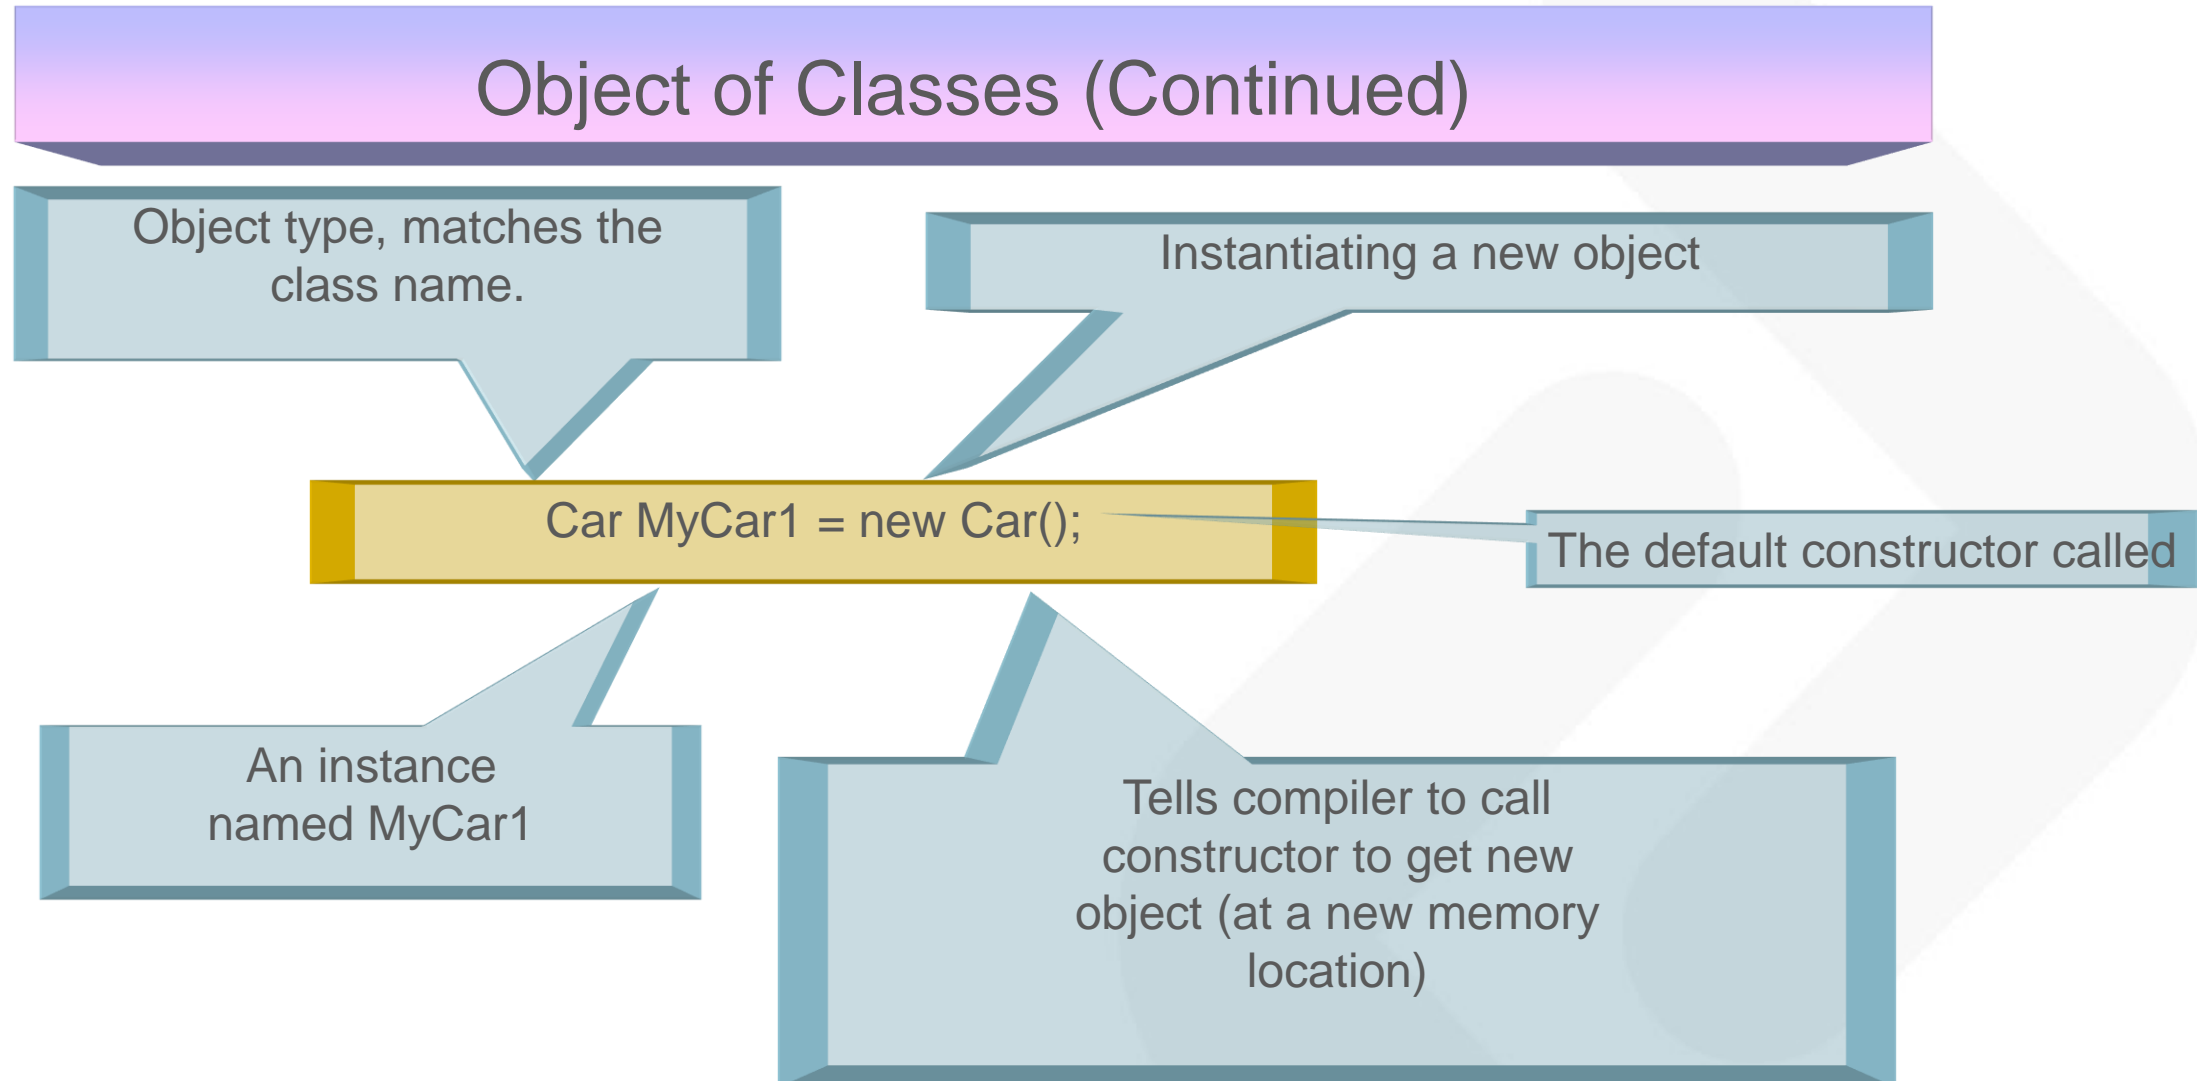 Object of Classes (Continued)
Object type, matches the
class name.
Instantiating a new object
Car MyCar1 = new Car();
The default constructor called
An instance
named MyCar1
Tells compiler to call
constructor to get new
object (at a new memory
location)